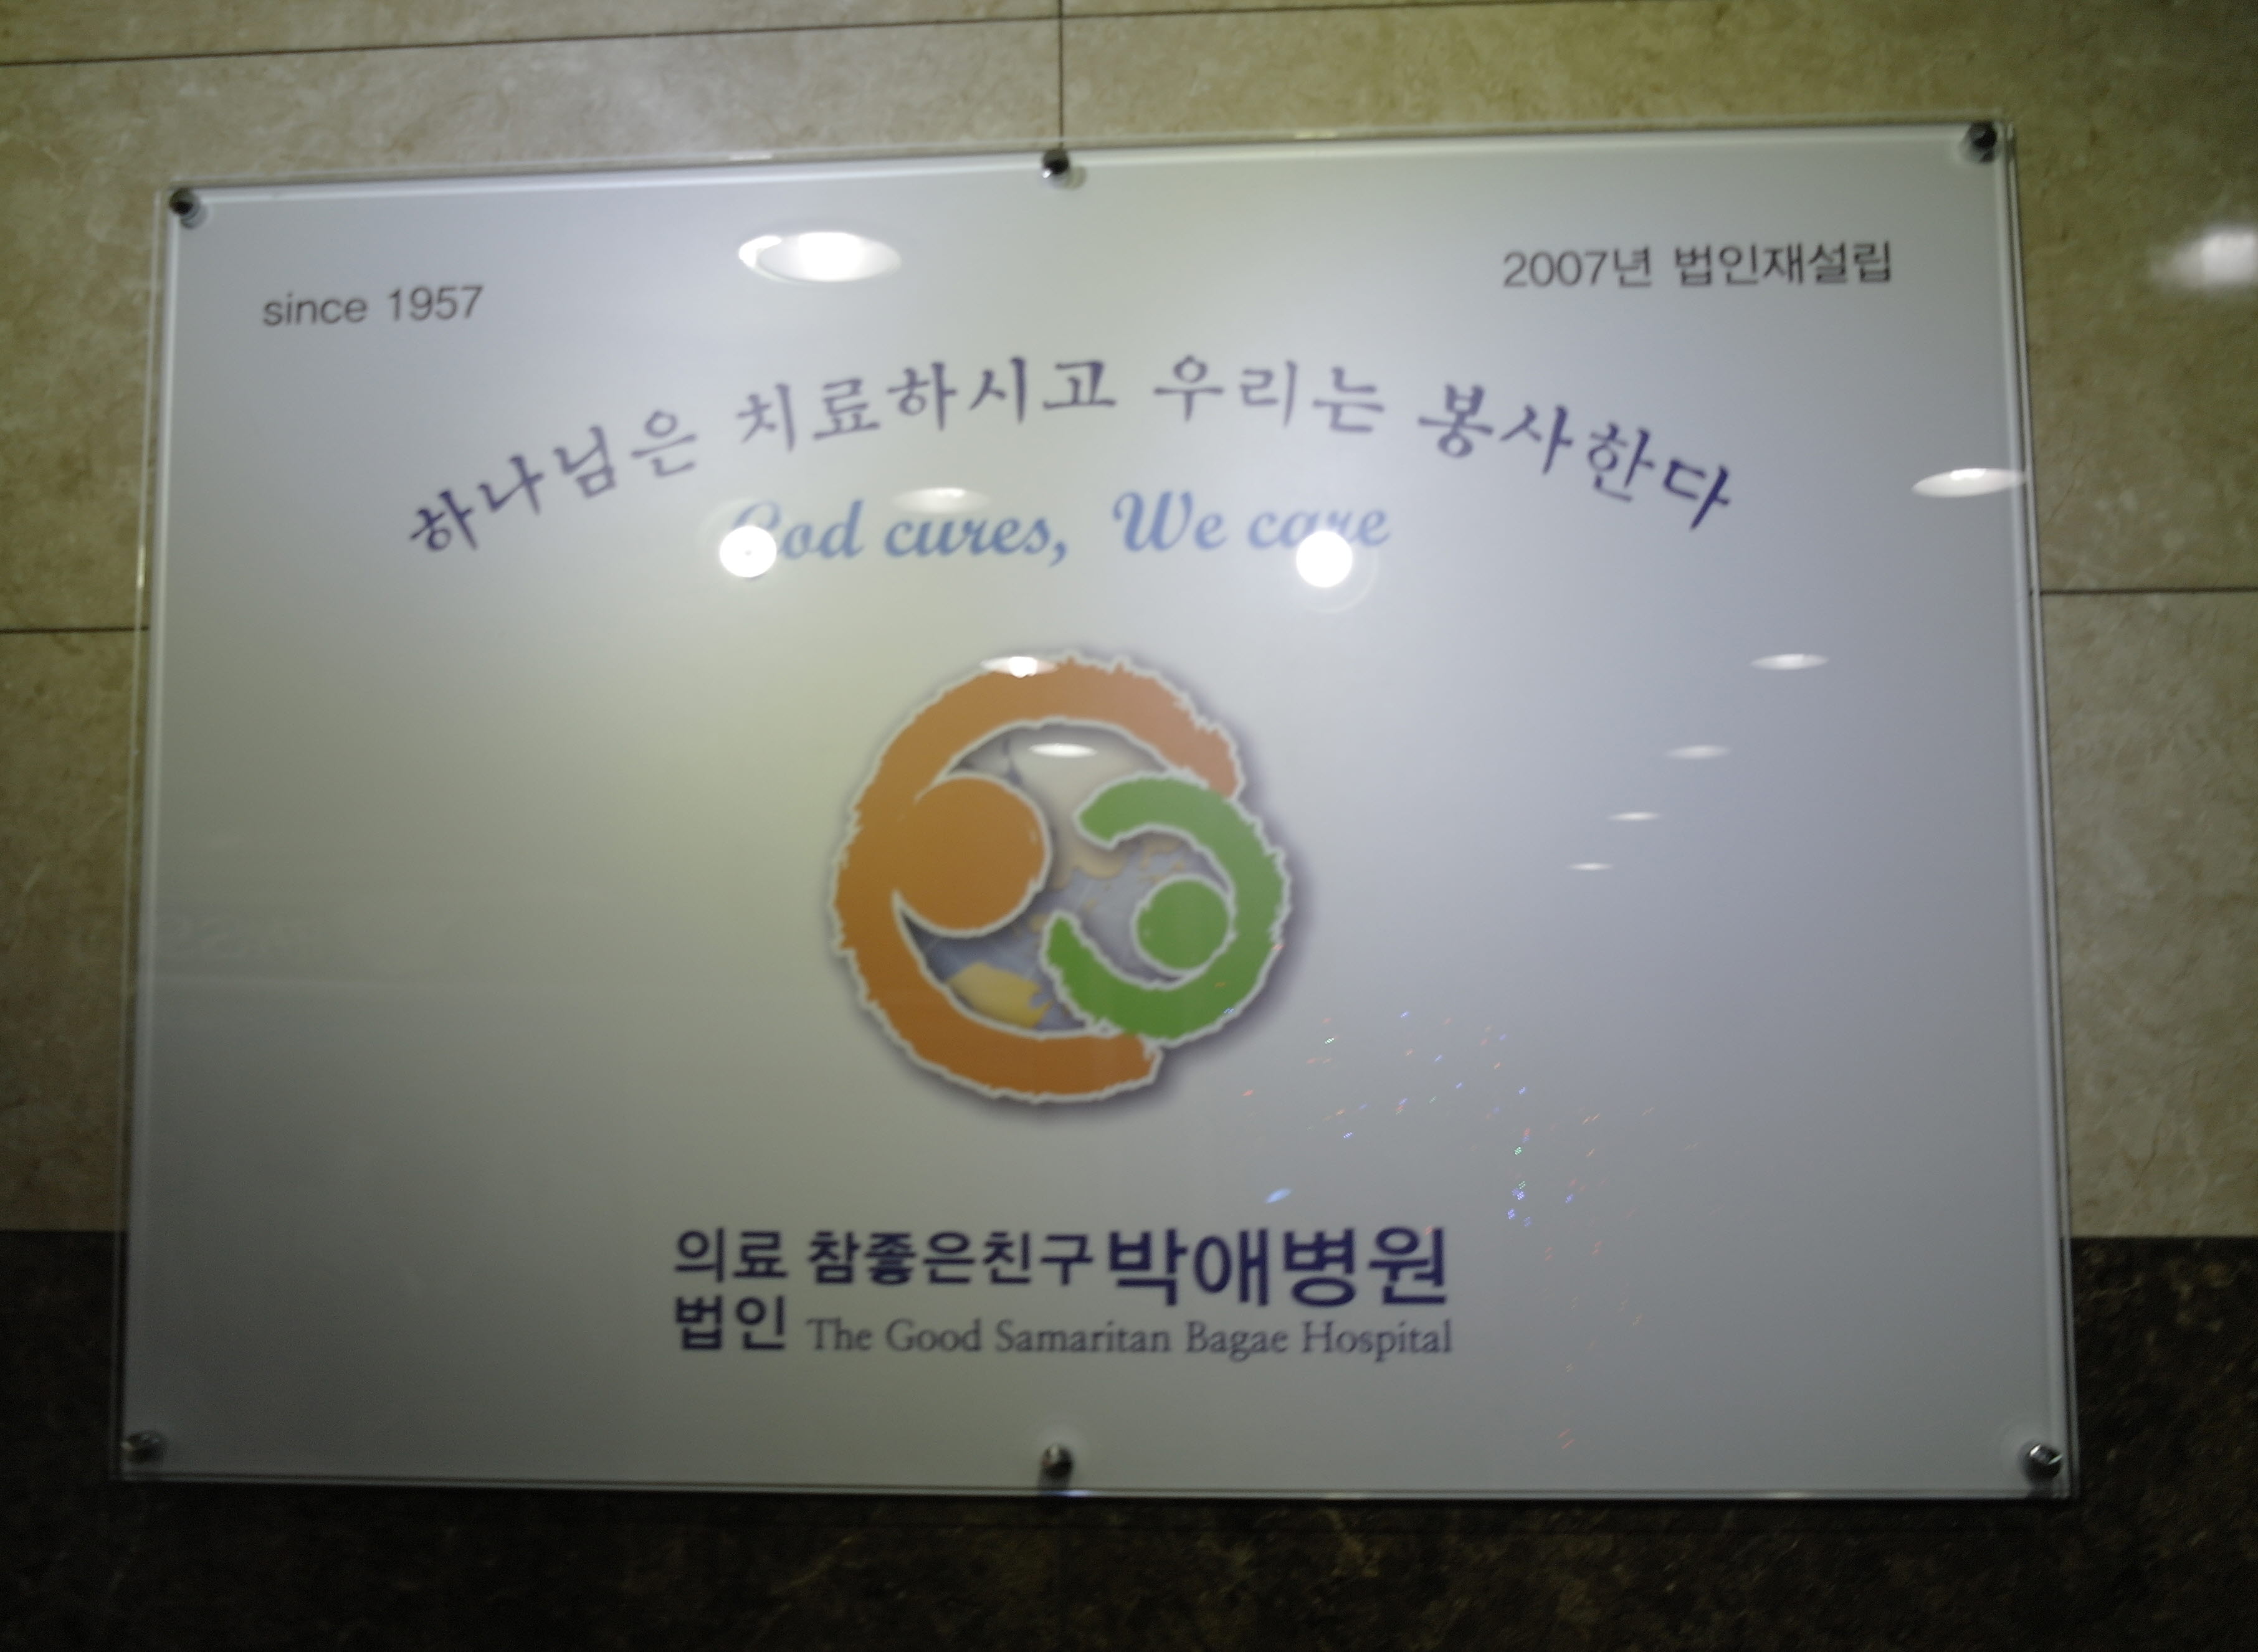 since 1957
2007년 법인재설립
하나님은 치료하시고 우리는 봉사한다
God cures, We care
의료 참좋은친구 박애병원
법인 The Good Samaritan Bagae Hospital